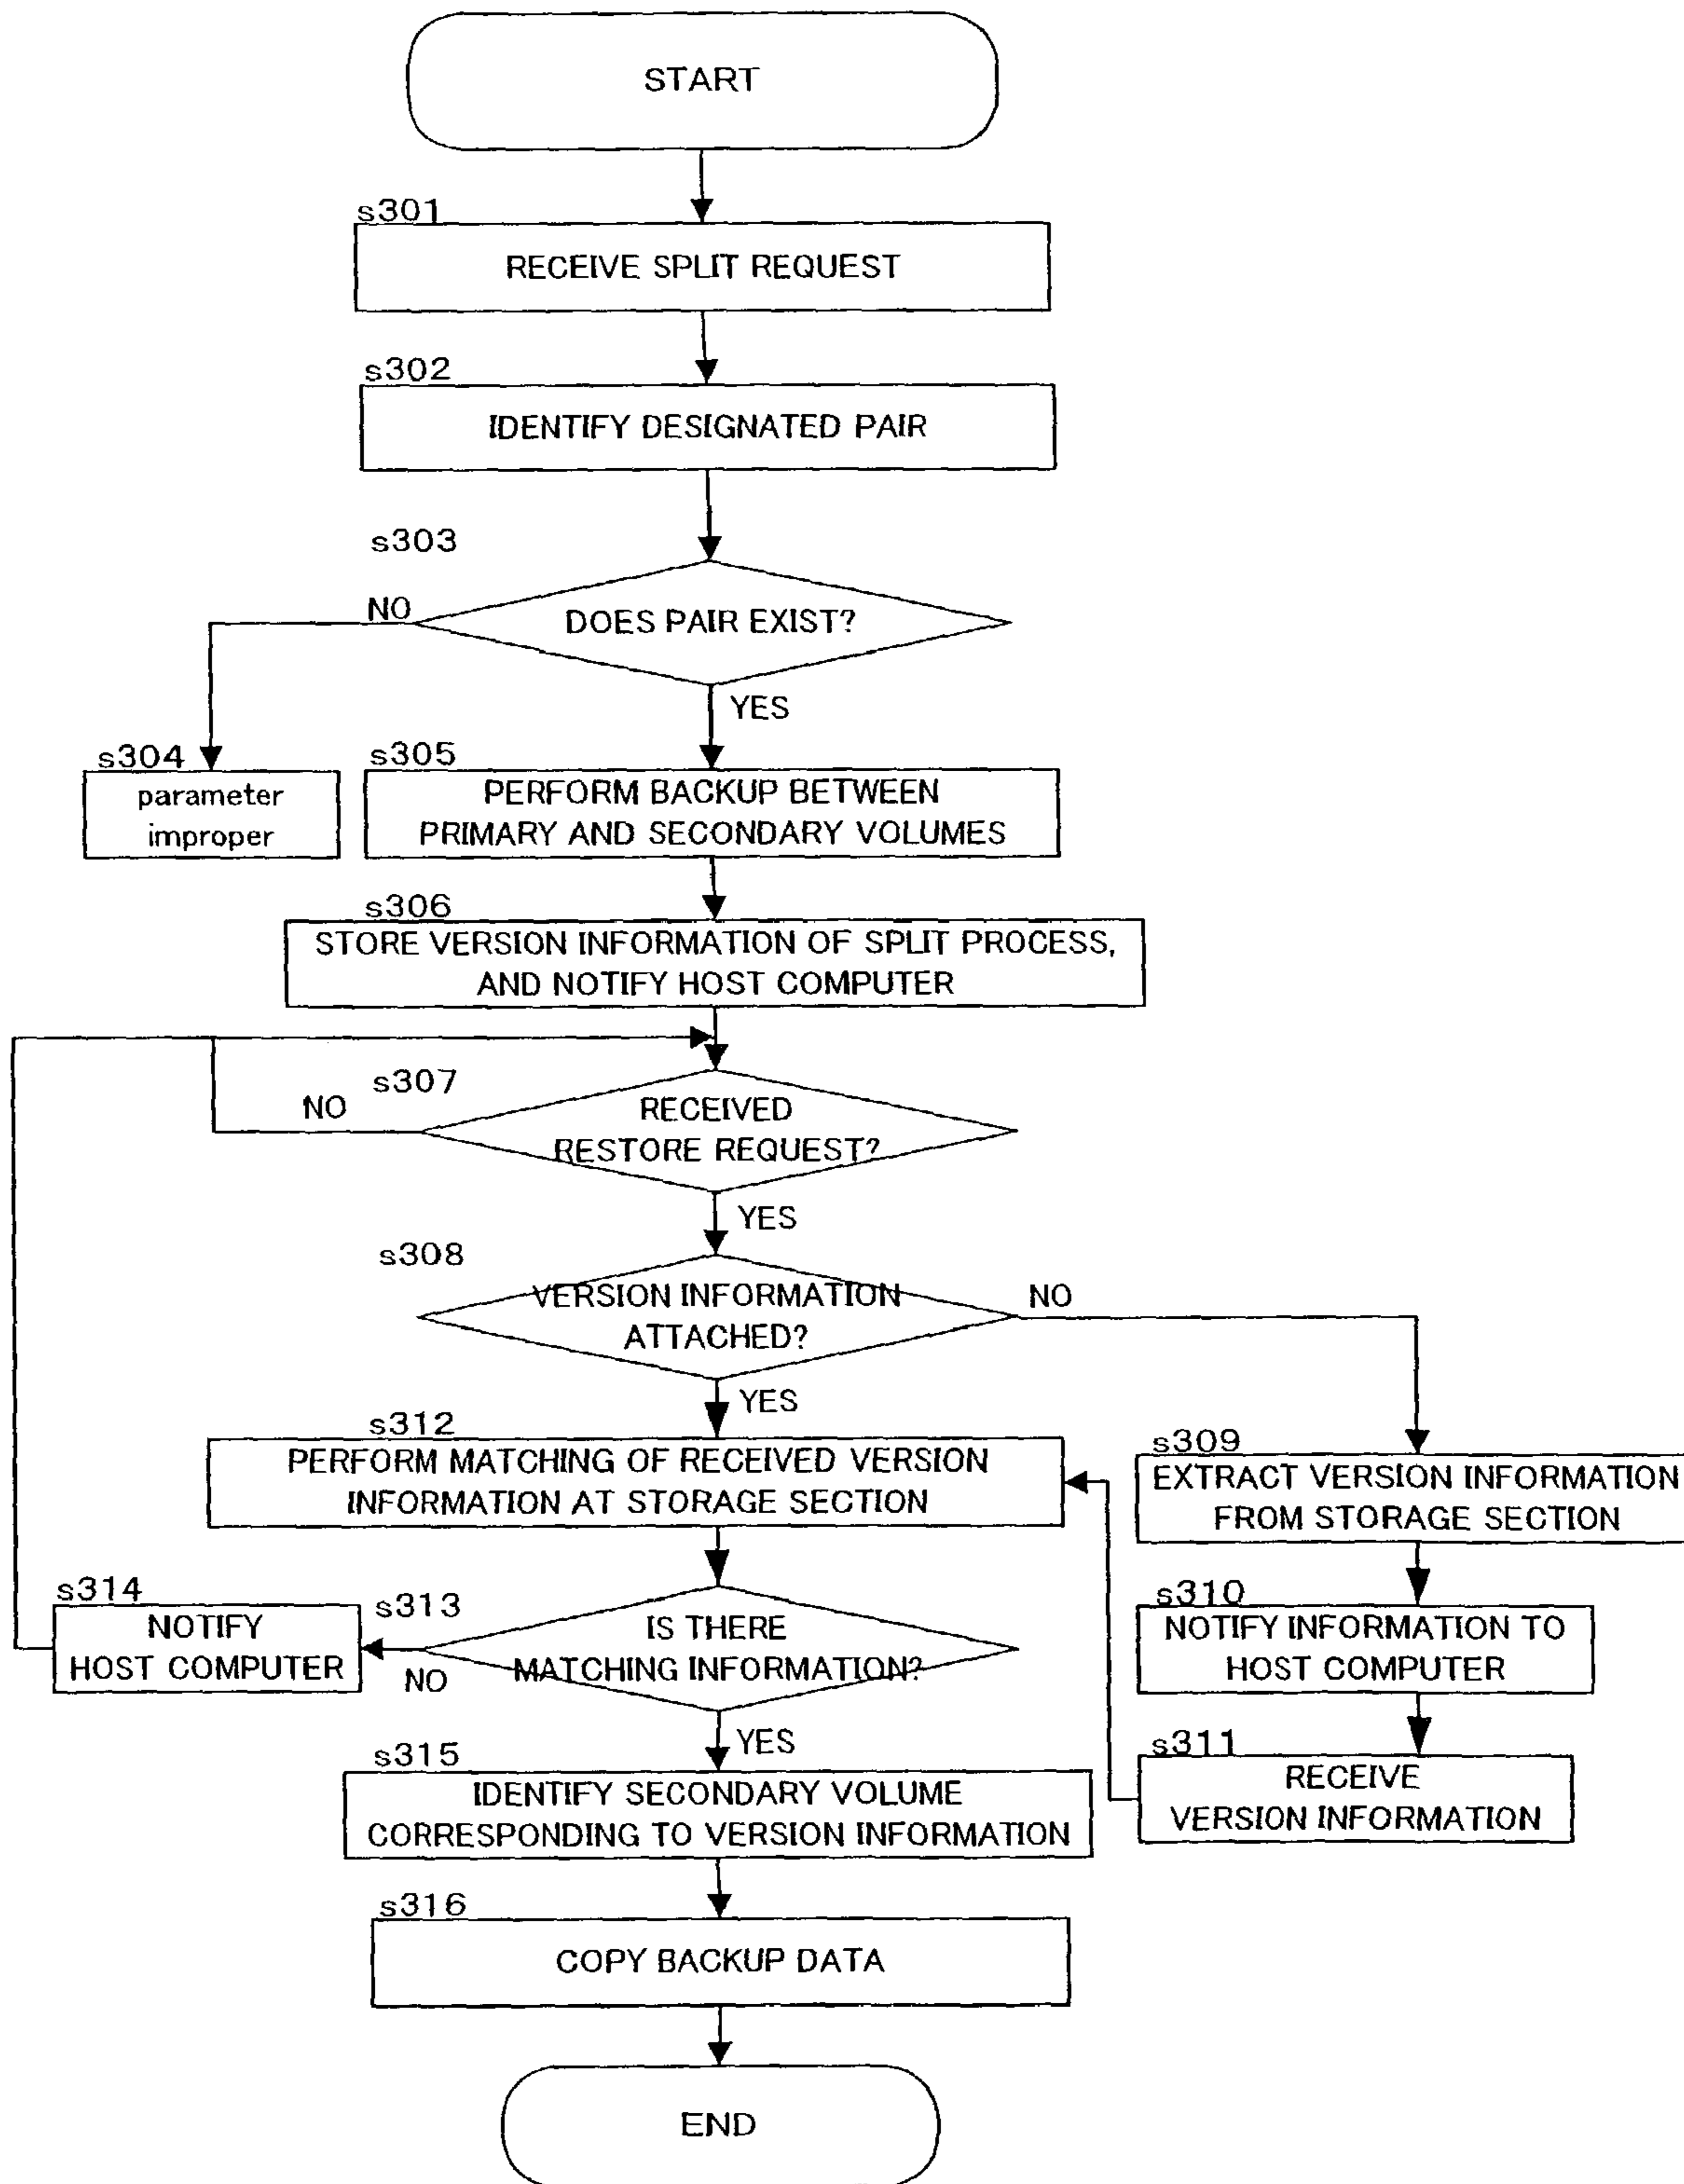 START
s301
RECEIVE SPLIT REQUEST
s302
IDENTIFY DESIGNATED PAIR
s303
NO
DOES PAIR EXIST?
YES
s304
parameter
improper
s305
PERFORM BACKUP BETWEEN
PRIMARY AND SECONDARY VOLUMES
s306
STORE VERSION INFORMATION OF SPLIT PROCESS,
AND NOTIFY HOST COMPUTER
s307
NO
RECEIVED
RESTORE REQUEST?
YES
s308
VERSION INFORMATION
ATTACHED?
NO
YES
s312
PERFORM MATCHING OF RECEIVED VERSION
INFORMATION AT STORAGE SECTION
s309
EXTRACT VERSION INFORMATION
FROM STORAGE SECTION
s310
NOTIFY INFORMATION TO
HOST COMPUTER
s311
RECEIVE
VERSION INFORMATION
s313
IS THERE
MATCHING INFORMATION?
NO
s314
NOTIFY
HOST COMPUTER
YES
s315
IDENTIFY SECONDARY VOLUME
CORRESPONDING TO VERSION INFORMATION
s316
COPY BACKUP DATA
END